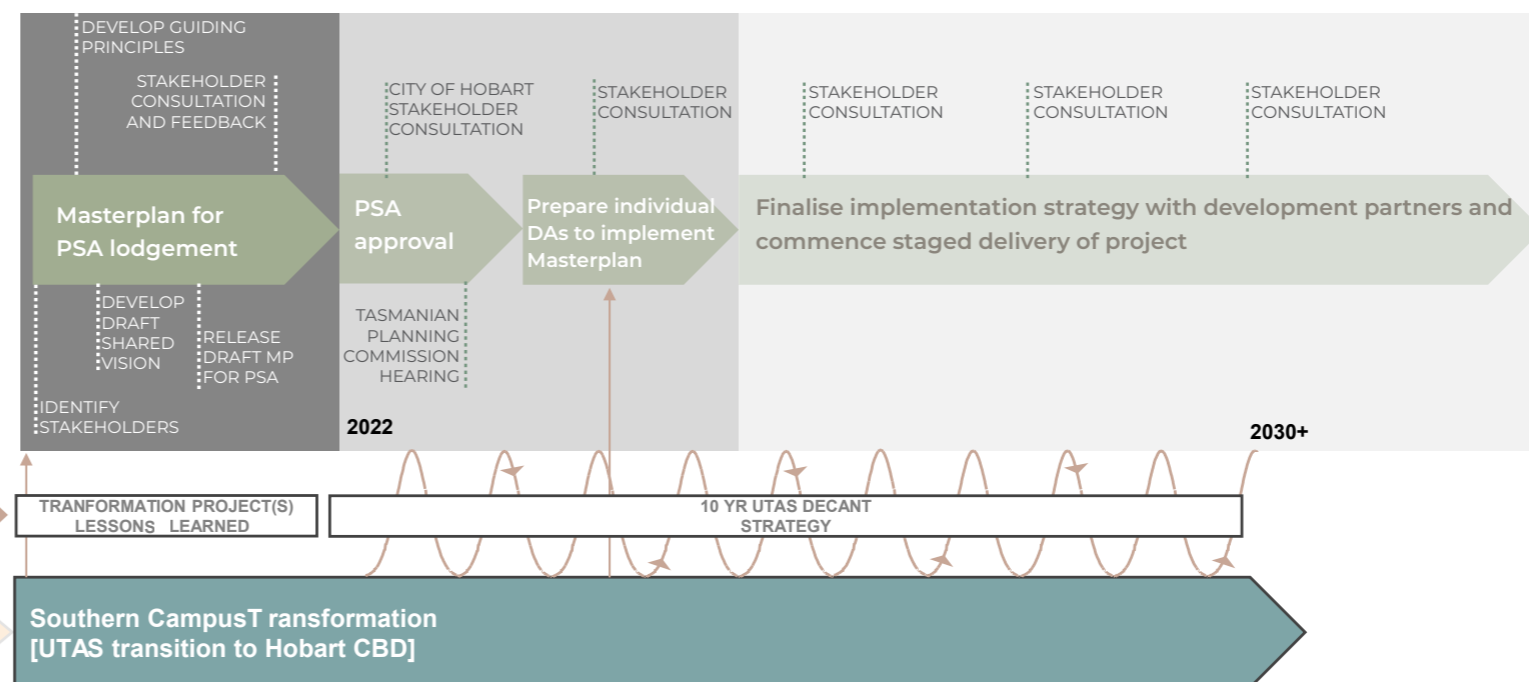 DEVELOP GUIDING
PRINCIPLES
STAKEHOLDER
CONSULTATION
AND FEEDBACK
CITY OF HOBART
STAKEHOLDER
CONSULTATION
STAKEHOLDER
CONSULTATION
STAKEHOLDER
CONSULTATION
STAKEHOLDER
CONSULTATION
STAKEHOLDER
CONSULTATION
Masterplan for
PSA lodgement
PSA
approval
Prepare individual
DAs to implement
Masterplan
Finalise implementation strategy with development partners and
commence staged delivery of project
DEVELOP
DRAFT
SHARED
VISION
RELEASE
DRAFT MP
FOR PSA
IDENTIFY
STAKEHOLDERS
TASMANIAN
PLANNING
COMMISSION
HEARING
2022
2030+
TRANFORMATION PROJECT(S)
LESSONS LEARNED
10 YR UTAS DECANT
STRATEGY
Southern CampusT ransformation
[UTAS transition to Hobart CBD]